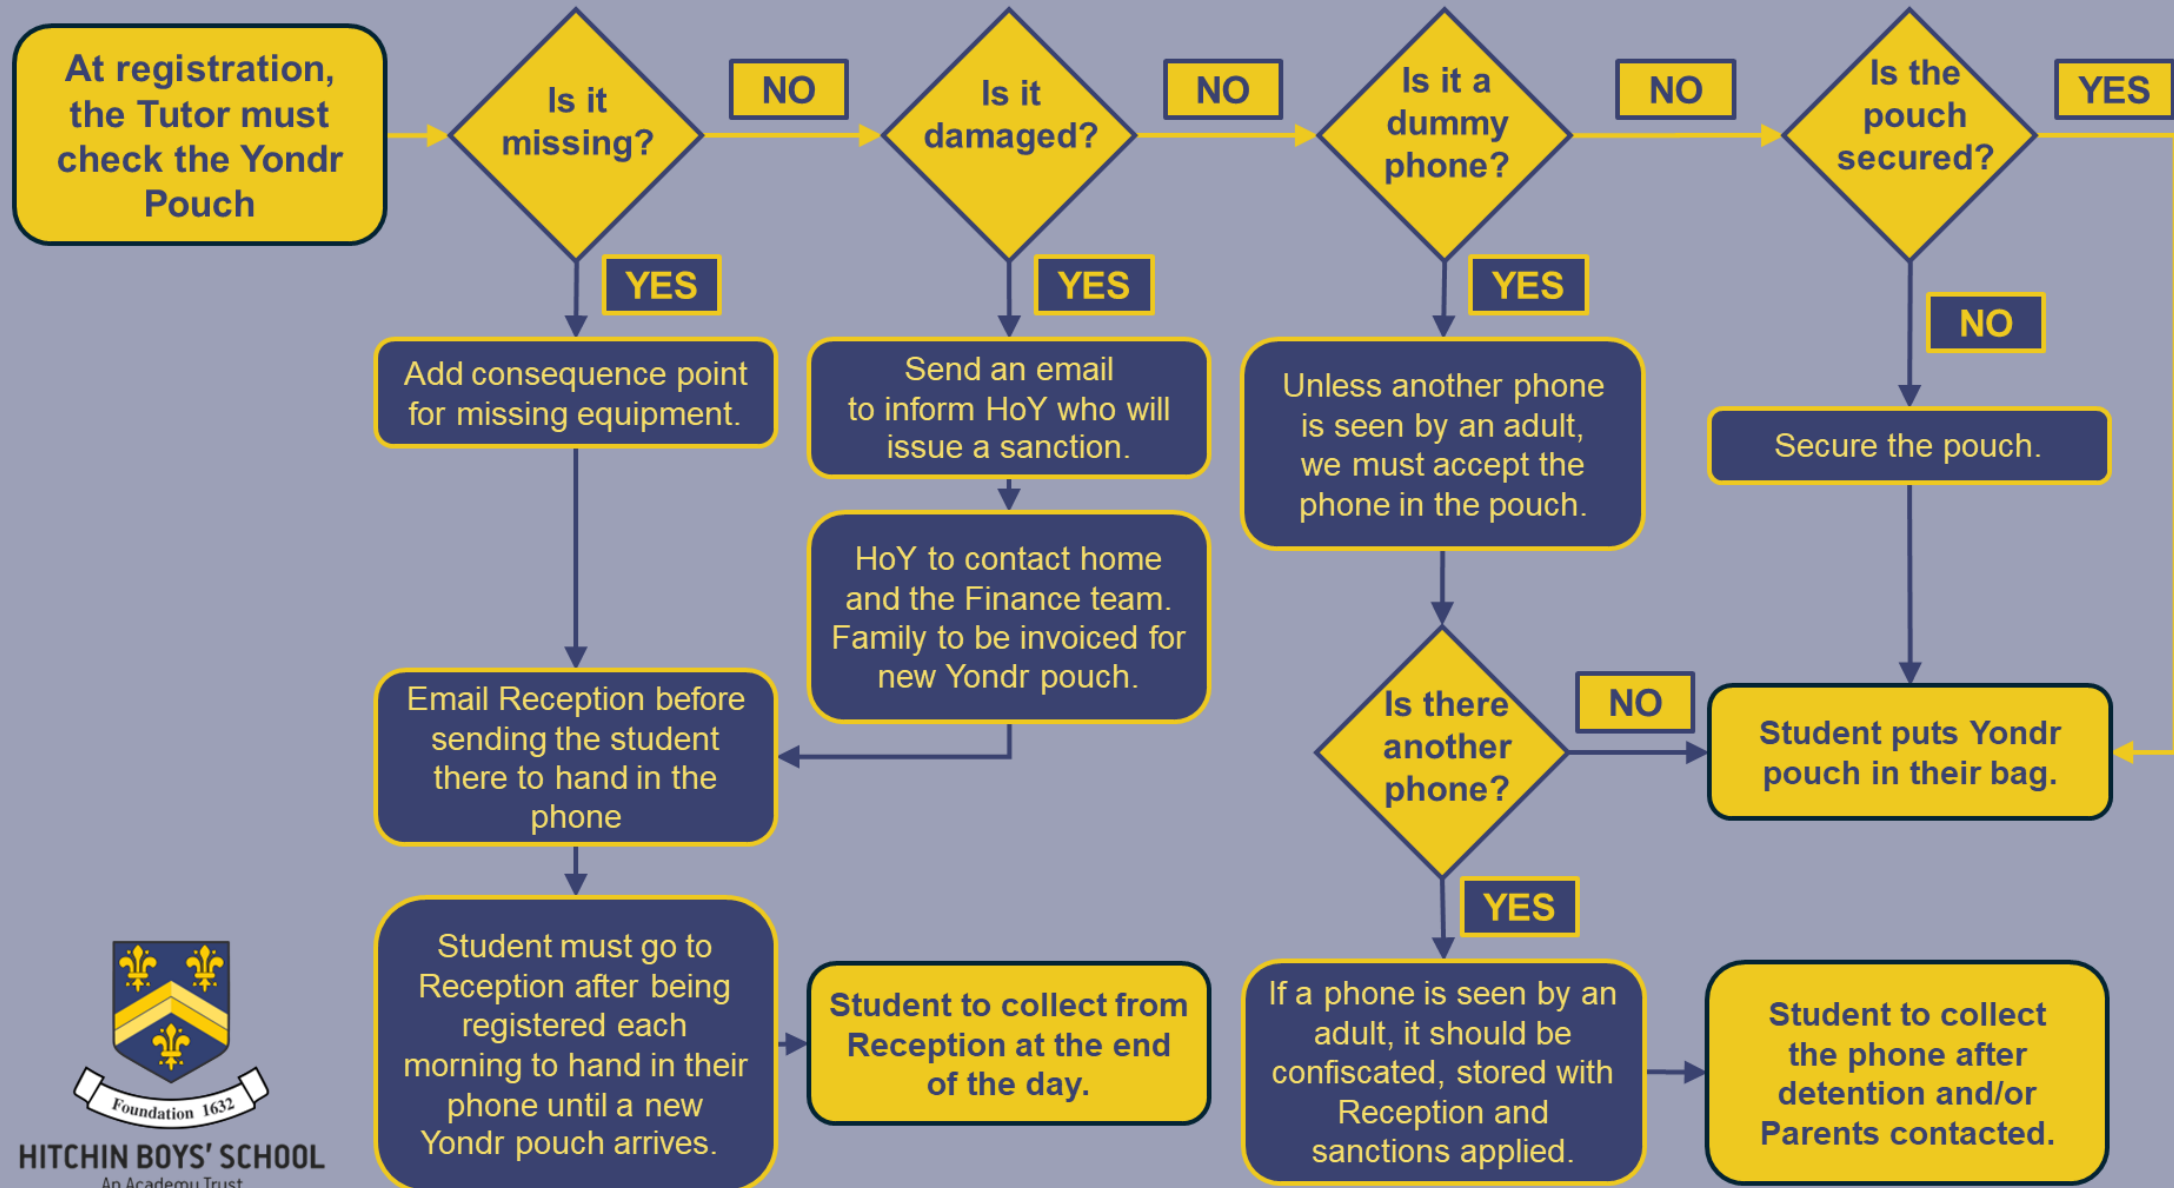 At registration,
the Tutor must
check the Yondr
Pouch
Is it
missing?
NO
Is it
damaged?
NO
Is it a
dummy
phone?
NO
Is the
pouch
secured?
YES
YES
Add consequence point
for missing equipment.
Email Reception before
sending the student
there to hand in the
phone
Student must go to
Reception after being
registered each
morning to hand in their
phone until a new
Yondr pouch arrives.
YES
Send an email
to inform HoY who will
issue a sanction.
HoY to contact home
and the Finance team.
Family to be invoiced for
new Yondr pouch.
Student to collect from
Reception at the end
of the day.
YES
Unless another phone
is seen by an adult,
we must accept the
phone in the pouch.
Is there
another
phone?
NO
YES
If a phone is seen by an
adult, it should be
confiscated, stored with
Reception and
sanctions applied.
NO
Secure the pouch.
Student puts Yondr
pouch in their bag.
Student to collect
the phone after
detention and/or
Parents contacted.
Foundation 1632
HITCHIN BOYS' SCHOOL
An Academy Trust